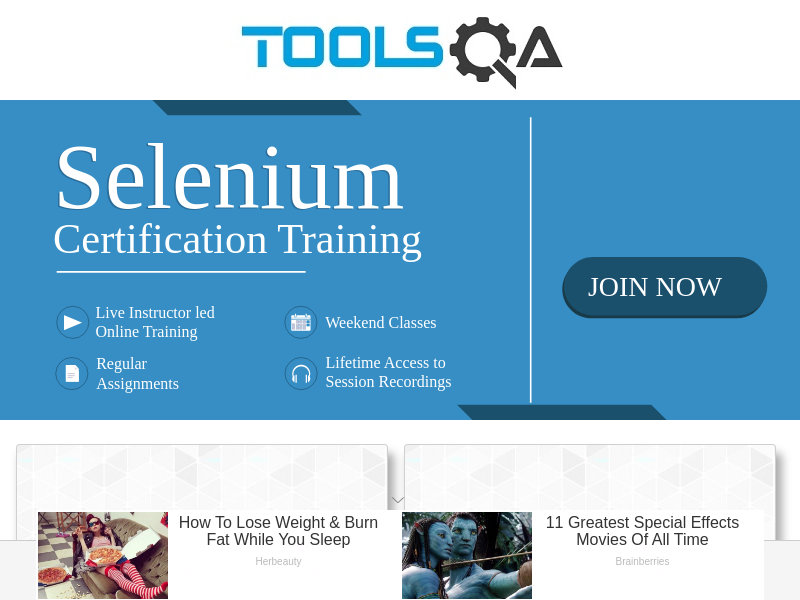 TOOLSQA
Selenium
Certification Training
JOIN NOW
Live Instructor led
Online Training
Weekend Classes
Regular
Assignments
Lifetime Access to
Session Recordings
How To Lose Weight & Burn
Fat While You Sleep
Herbeauty
11 Greatest Special Effects
Movies Of All Time
Brainberries